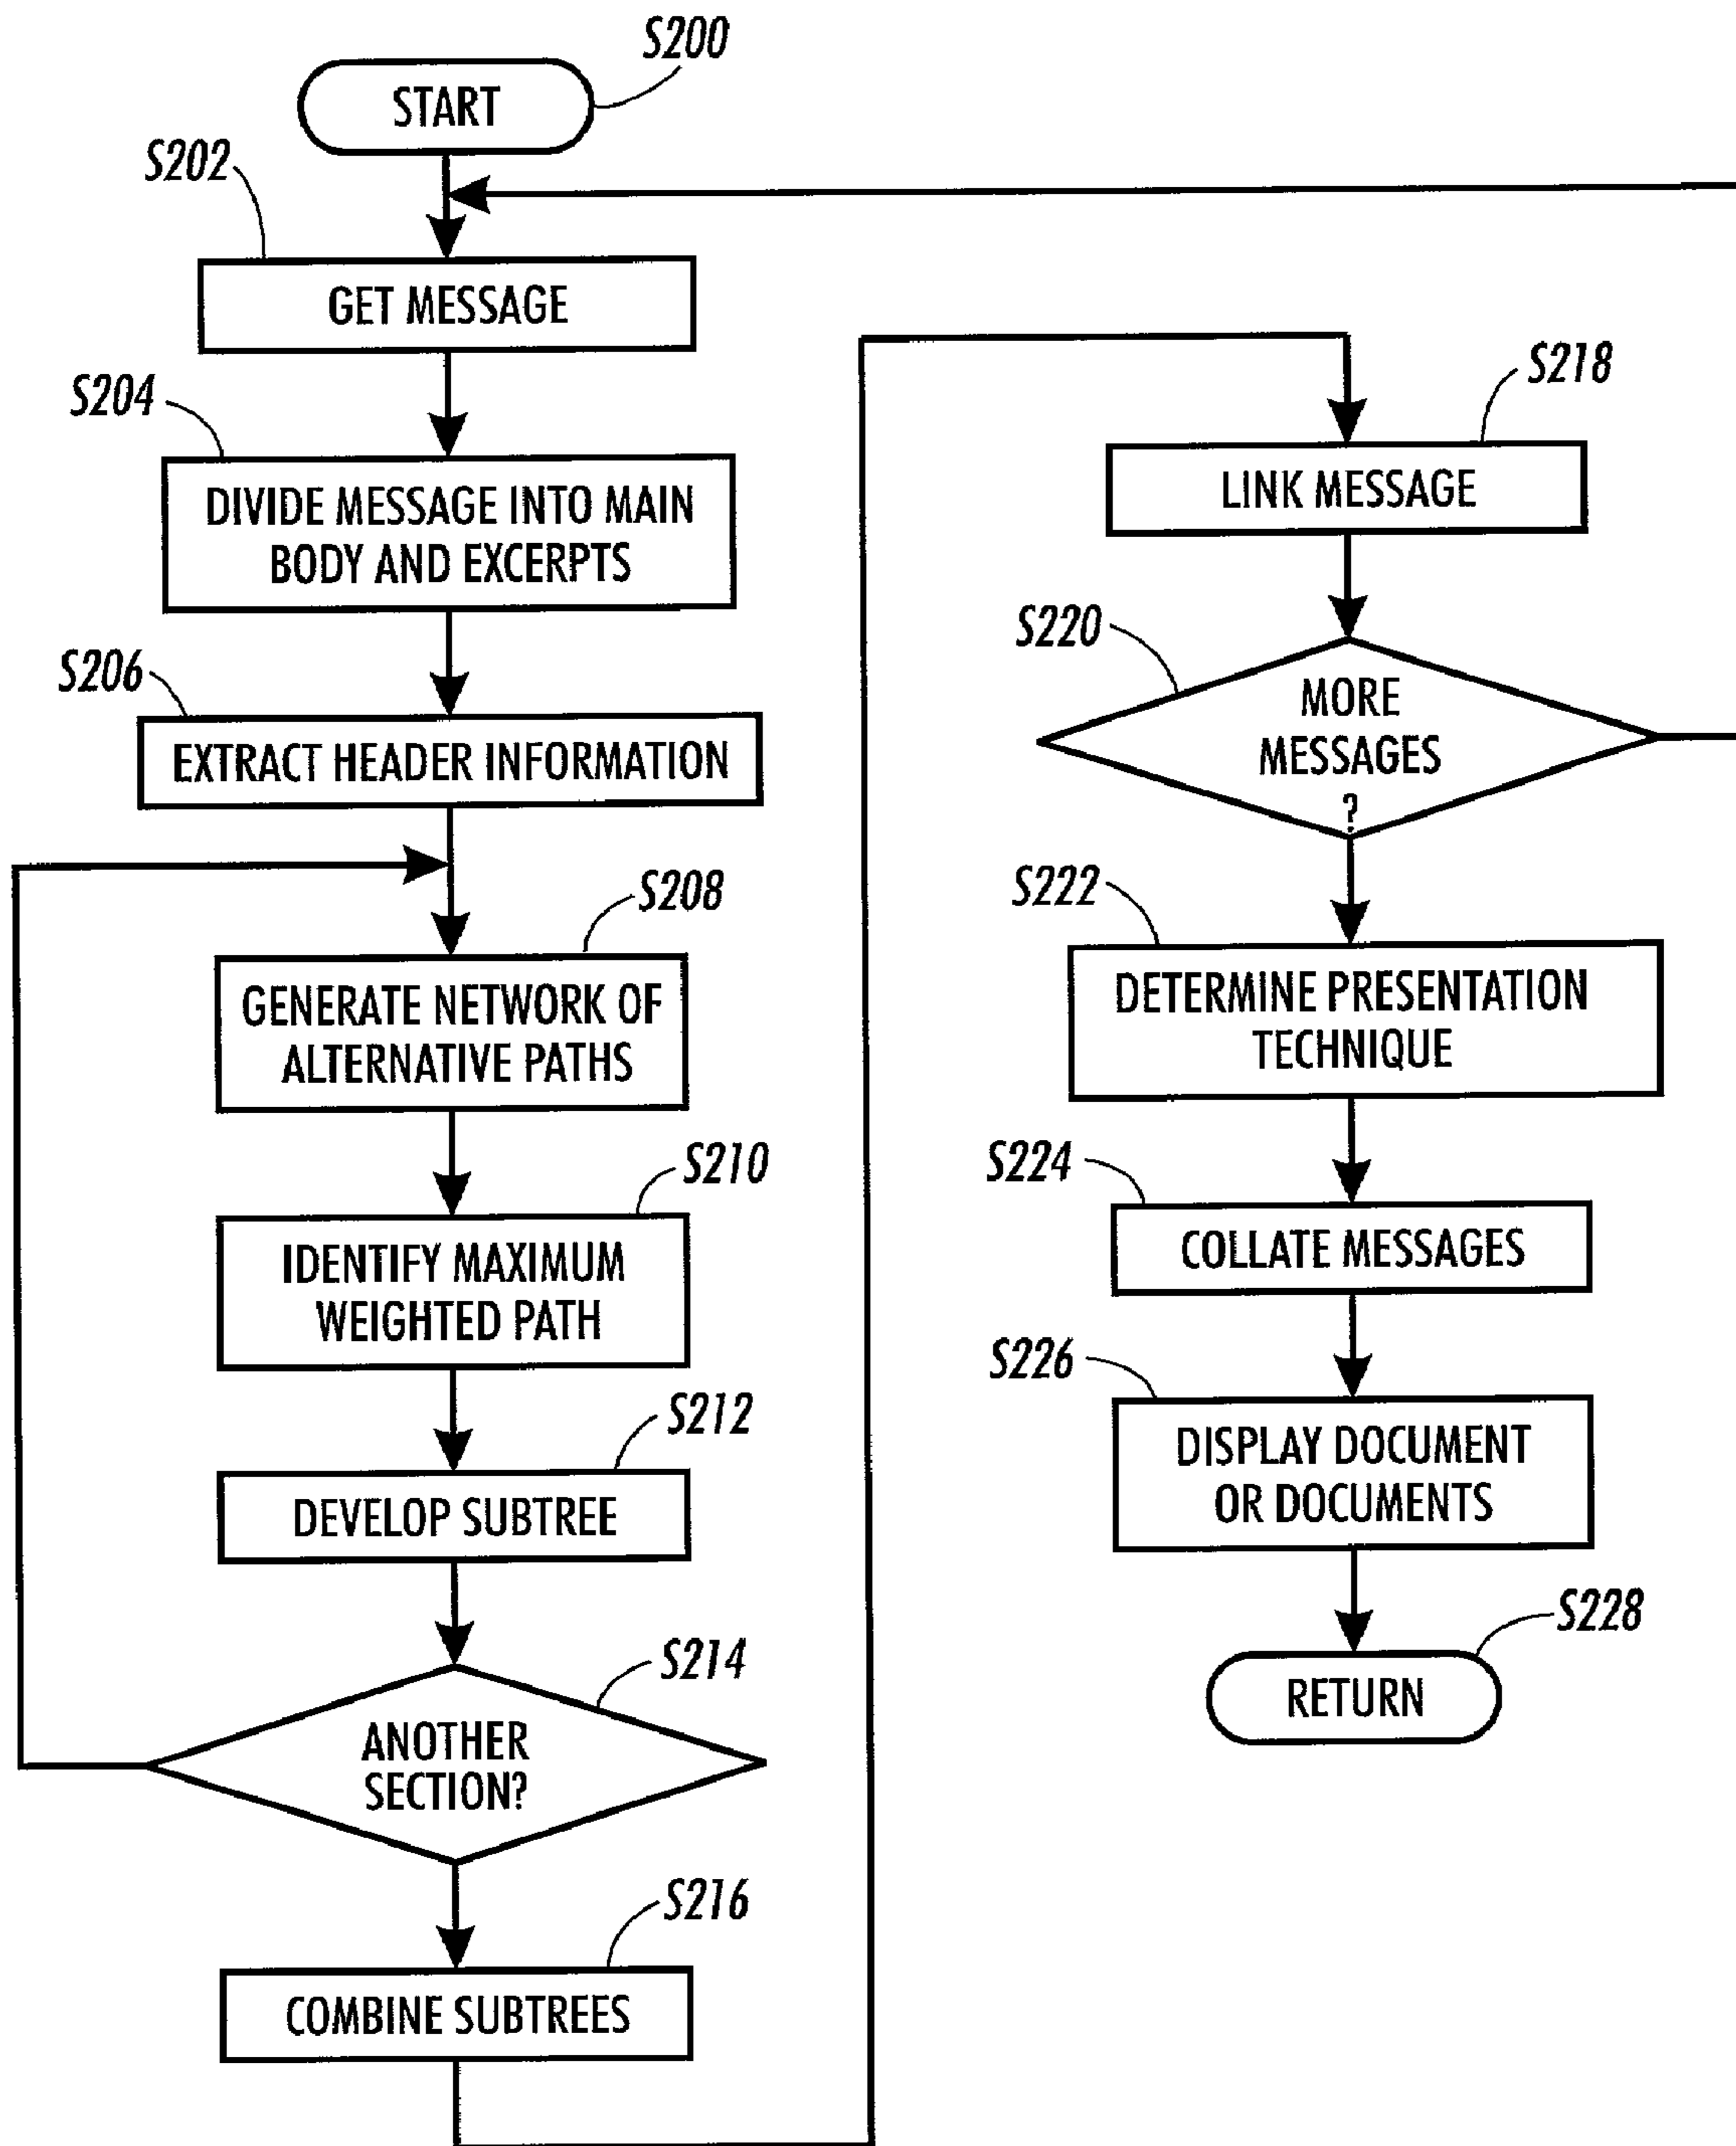 S200
START
S202
GET MESSAGE
S204
DIVIDE MESSAGE INTO MAIN
BODY AND EXCERPTS
S206
EXTRACT HEADER INFORMATION
S208
GENERATE NETWORK OF
ALTERNATIVE PATHS
S210
IDENTIFY MAXIMUM
WEIGHTED PATH
S212
DEVELOP SUBTREE
S214
ANOTHER
SECTION?
S216
COMBINE SUBTREES
S218
LINK MESSAGE
S220
MORE
MESSAGES
?
S222
DETERMINE PRESENTATION
TECHNIQUE
S224
COLLATE MESSAGES
S226
DISPLAY DOCUMENT
OR DOCUMENTS
S228
RETURN